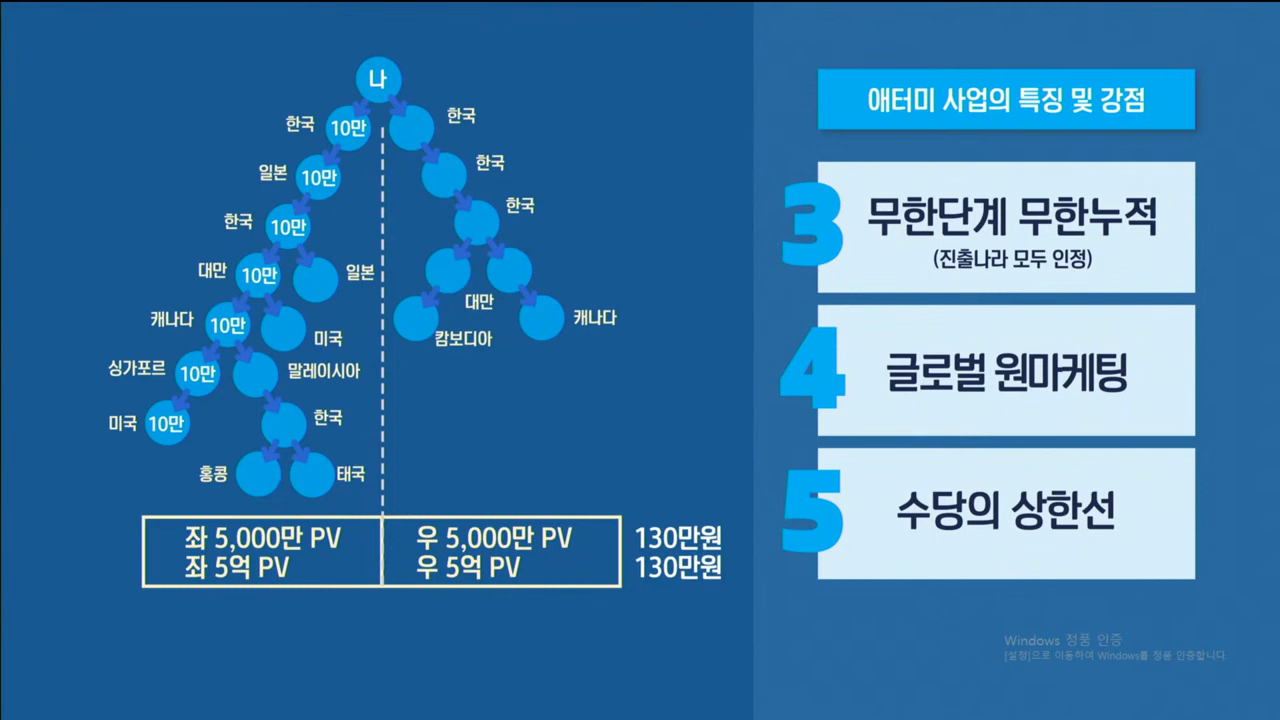 나
한국
10만
한국
일본
10만
한국
한국
10만
한국
대만
10만
일본
대만
캐나다
10만
미국
캄보디아
캐나다
싱가포르
10만
말레이시아
미국
10만
한국
홍콩
태국
좌 5,000만 PV
우 5,000만 PV
130만원
좌 5억 PV
우 5억 PV
130만원
애터미 사업의 특징 및 강점
3
무한단계 무한누적
(진출나라 모두 인정)
4
글로벌 원마케팅
5
수당의 상한선
Windows 정품 인증
[설정]으로 이동하여 Windows를 정품 인증합니다.